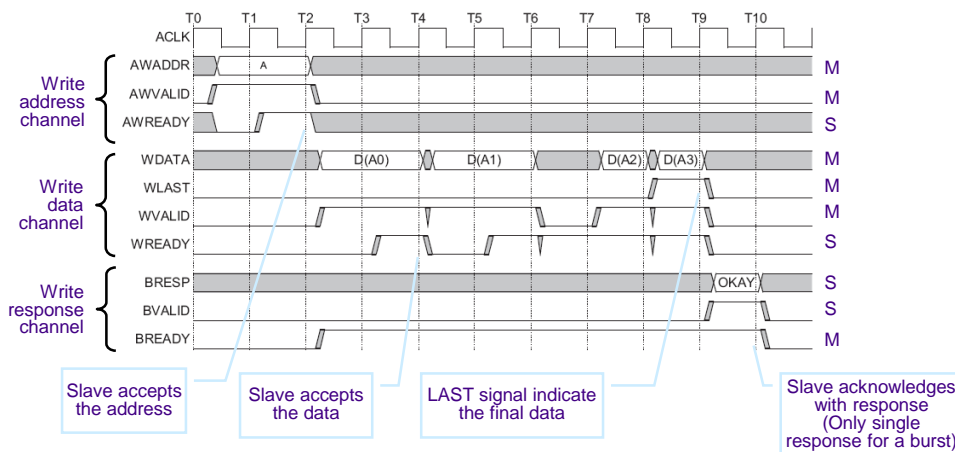 T0 T1 T2 T3 T4 T5 T6 T7 T8 T9 T10
ACLK
Write
address
channel
AWADDR A M
AWVALID M
AWREADY S
Write
data
channel
WDATA D(A0) D(A1) D(A2) D(A3) M
WLAST M
WVALID M
WREADY S
Write
response
channel
BRESP OKAY S
BVALID S
BREADY M
Slave accepts
the address
Slave accepts
the data
LAST signal indicate
the final data
Slave acknowledges
with response
(Only single
response for a burst)